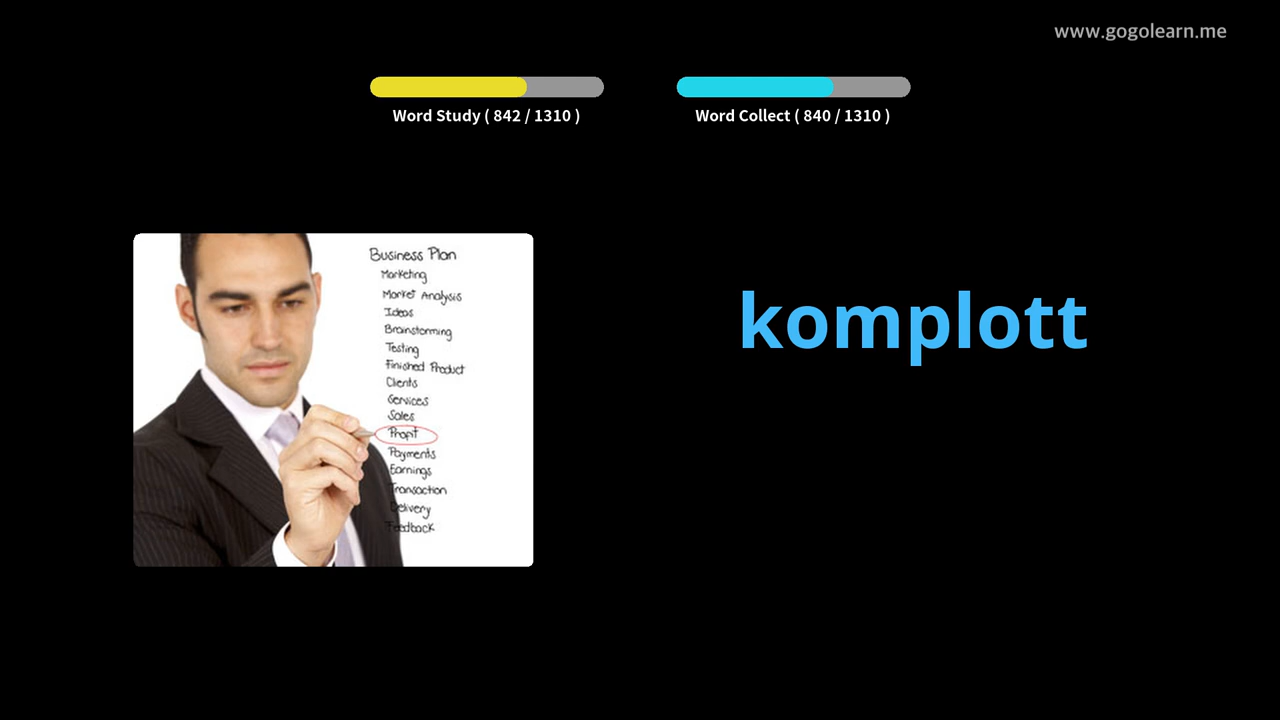 www.gogolearn.me
Word Study ( 842 / 1310 )
Word Collect ( 840 / 1310 )
Business Plan
Marketing
Market Analysis
Ideas
Brainstorming
Testing
Finished Product
Clients
Services
Sales
Profit
Payments
Earnings
Transaction
Delivery
Feedback
komplott